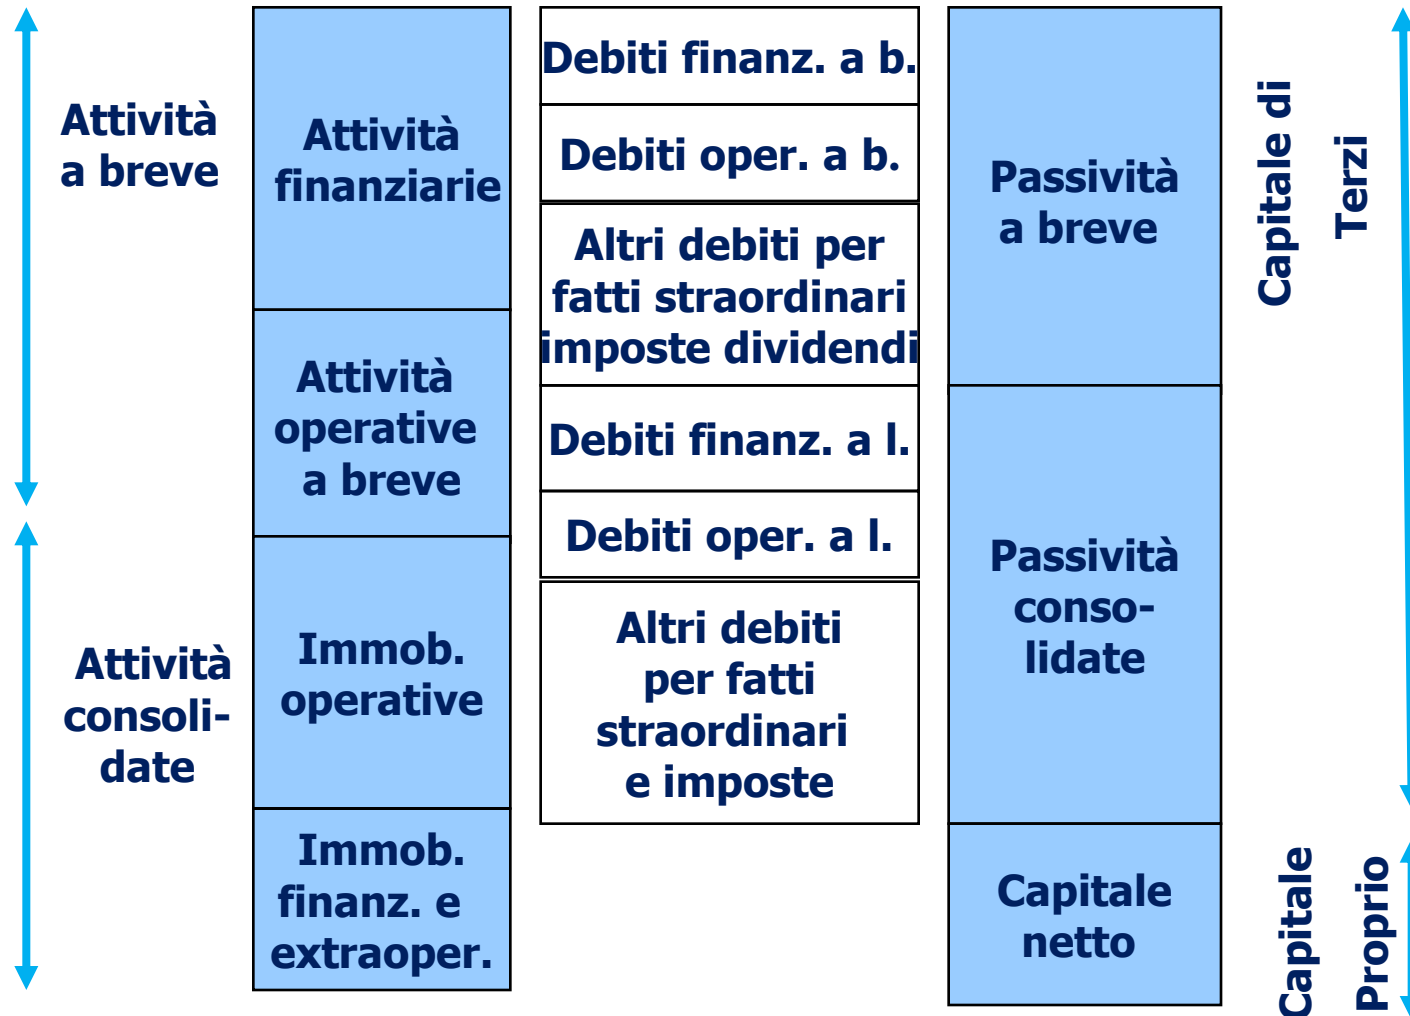 Attività
a breve
Attività
consoli-
date
Attività
finanziarie
Attività
operative
a breve
Immob.
operative
Immob.
finanz. e
extraoper.
Debiti finanz. a b.
Debiti oper. a b.
Altri debiti per
fatti straordinari
imposte dividendi
Debiti finanz. a l.
Debiti oper. a l.
Altri debiti
per fatti
straordinari
e imposte
Passività
a breve
Passività
conso-
lidate
Capitale
netto
Capitale di
Terzi
Capitale
Proprio